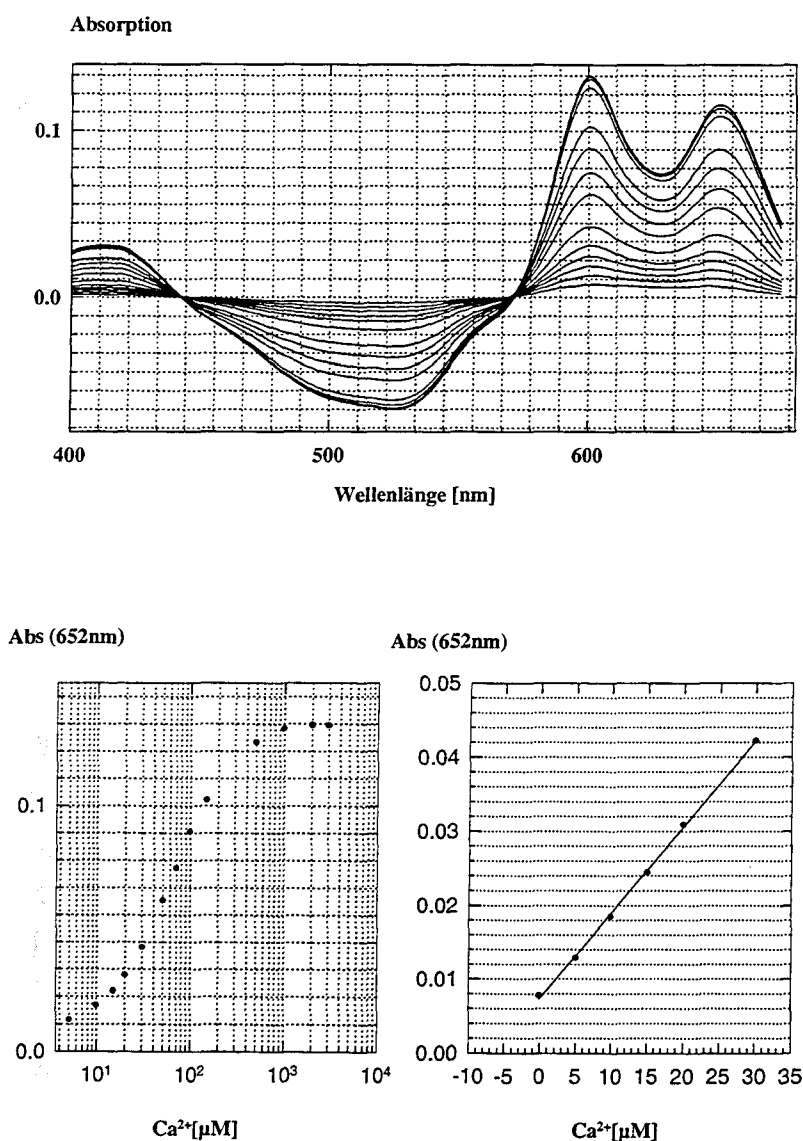 Absorption
0.1
0.0
400 500 600
Wellenlänge [nm]
Abs (652nm)
0.1
0.0
10¹ 10² 10³ 10⁴
Ca²⁺[µM]
Abs (652nm)
0.05
0.04
0.03
0.02
0.01
0.00
-10 -5 0 5 10 15 20 25 30 35
Ca²⁺[µM]